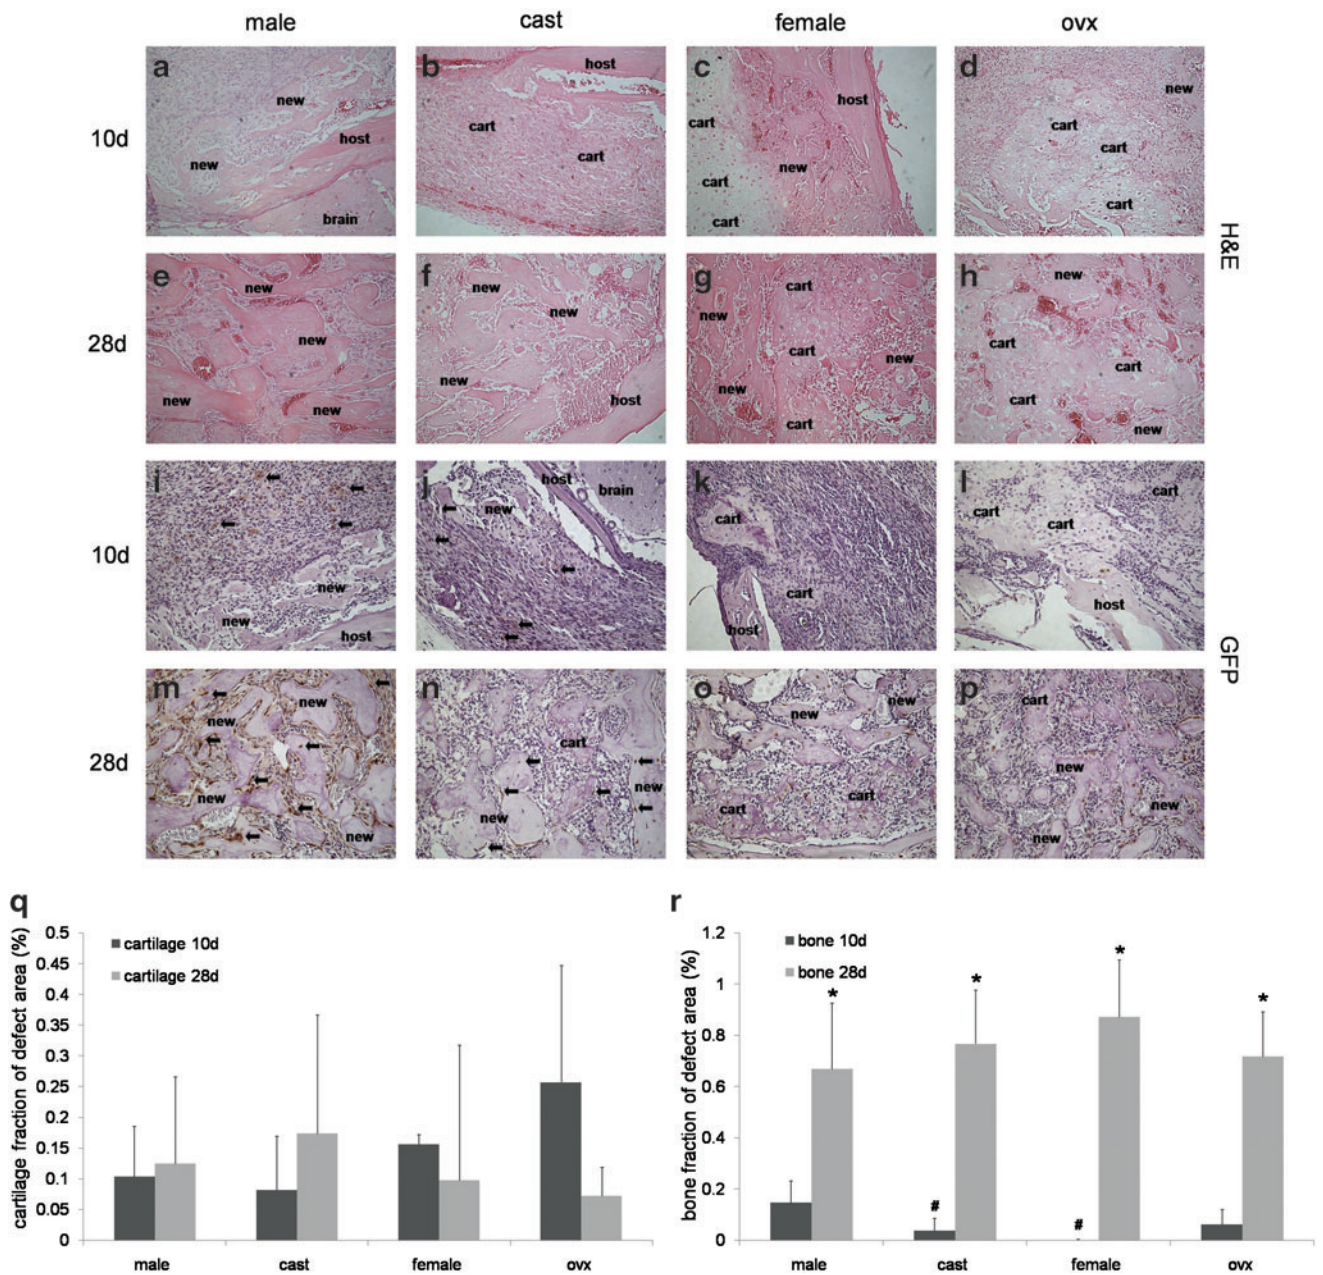 male cast female ovx
10d
a new new host brain
b host cart cart
c cart host new cart cart
d new cart cart cart
H&E
28d
e new new new new
f new new new host
g cart new cart new new cart
h new cart cart cart new
10d
i new new host
j host brain new
k cart cart host
l cart cart cart host
GFP
28d
m new new new new
n cart new new
o new new cart cart
p cart new new new
q
cartilage fraction of defect area (%)
0.5
0.45
0.4
0.35
0.3
0.25
0.2
0.15
0.1
0.05
0
cartilage 10d
cartilage 28d
male cast female ovx
r
bone fraction of defect area (%)
1.2
1
0.8
0.6
0.4
0.2
0
bone 10d
bone 28d
* * * *
# #
male cast female ovx